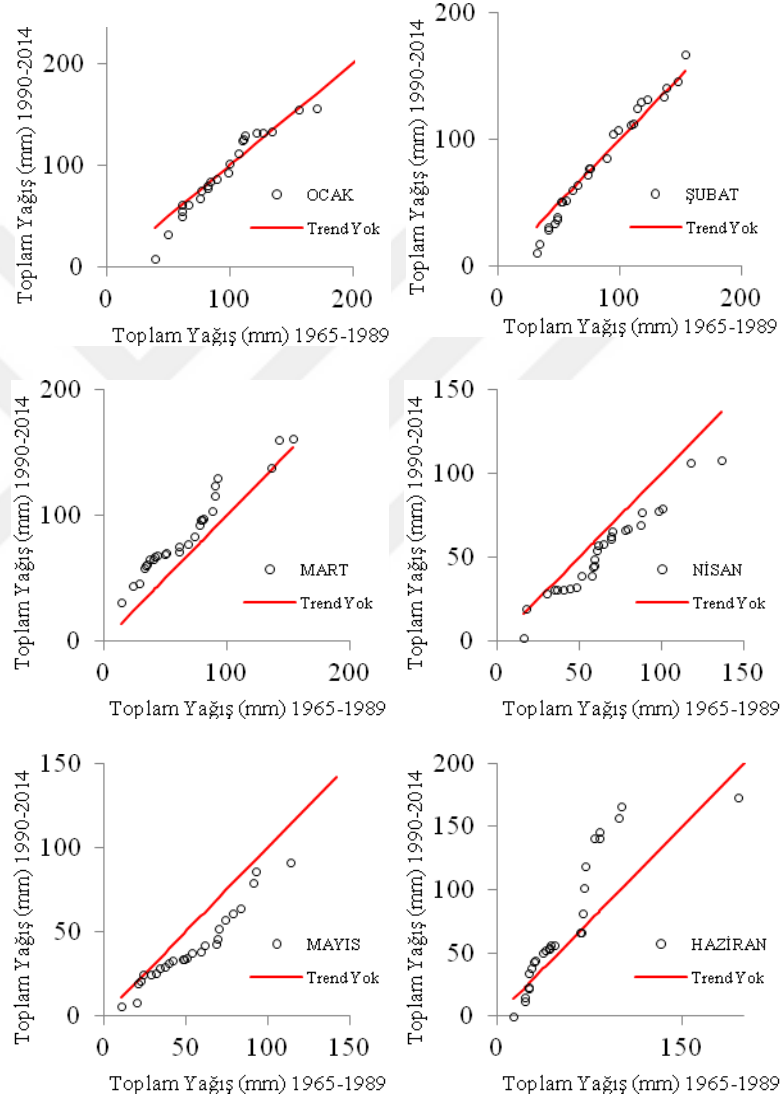 Toplam Yağış (mm) 1990-2014
200
100
0
OCAK
Trend Yok
0 100 200
Toplam Yağış (mm) 1965-1989
Toplam Yağış (mm) 1990-2014
200
100
0
ŞUBAT
Trend Yok
0 100 200
Toplam Yağış (mm) 1965-1989
Toplam Yağış (mm) 1990-2014
200
100
0
MART
Trend Yok
0 100 200
Toplam Yağış (mm) 1965-1989
Toplam Yağış (mm) 1990-2014
150
100
50
0
NİSAN
Trend Yok
0 50 100 150
Toplam Yağış (mm) 1965-1989
Toplam Yağış (mm) 1990-2014
150
100
50
0
MAYIS
Trend Yok
0 50 100 150
Toplam Yağış (mm) 1965-1989
Toplam Yağış (mm) 1990-2014
200
150
100
50
0
HAZİRAN
Trend Yok
0 150
Toplam Yağış (mm) 1965-1989